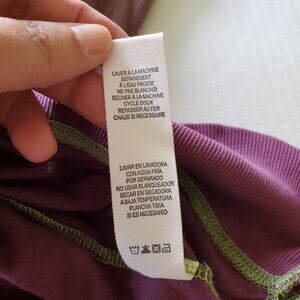 LAVER À LA MACHINE
SÉPAREMENT
À L'EAU FROIDE
NE PAS BLANCHIR
SÉCHER À LA MACHINE
CYCLE DOUX
REPASSER AU FER
CHAUD SI NÉCESSAIRE
LAVAR EN LAVADORA
CON AGUA FRIA
POR SEPARADO
NO USAR BLANQUEADOR
SECAR EN SECADORA
A BAJA TEMPERATURA
PLANCHA TIBIA
SI ES NECESARIO